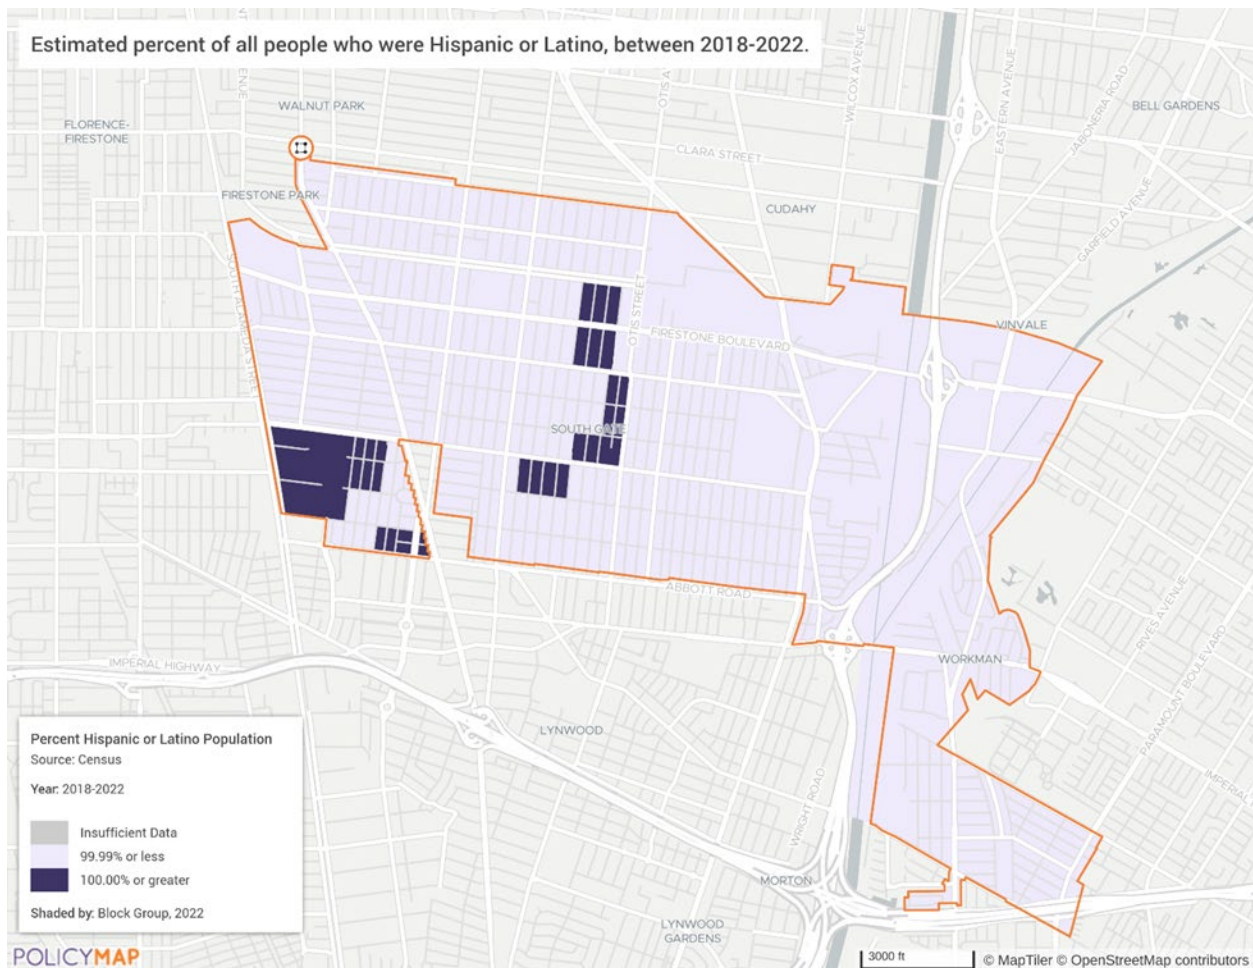 Estimated percent of all people who were Hispanic or Latino, between 2018-2022.
WALNUT PARK
FLORENCE-
FIRESTONE
OTIS A
WILCOX AVENUE
EASTERN AVENUE
JABONERIA ROAD
BELL GARDENS
CLARA STREET
FIRESTONE PARK
CUDAHY
GARFIELD AVENUE
SOUTH ALAMEDA STREET
OTIS STREET
FIRESTONE BOULEVARD
VINVALE
SOUTH GATE
ABBOTT ROAD
RIVES AVENUE
PARAMOUNT BOULEVARD
IMPERIAL HIGHWAY
WORKMAN
LYNWOOD
IMPERIAL
WRIGHT ROAD
MORTON
LYNWOOD
GARDENS
Percent Hispanic or Latino Population
Source: Census
Year: 2018-2022
Insufficient Data
99.99% or less
100.00% or greater
Shaded by: Block Group, 2022
POLICYMAP
3000 ft
© MapTiler © OpenStreetMap contributors